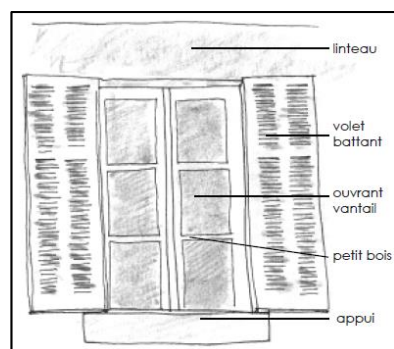 linteau
volet
battant
ouvrant
vantail
petit bois
appui